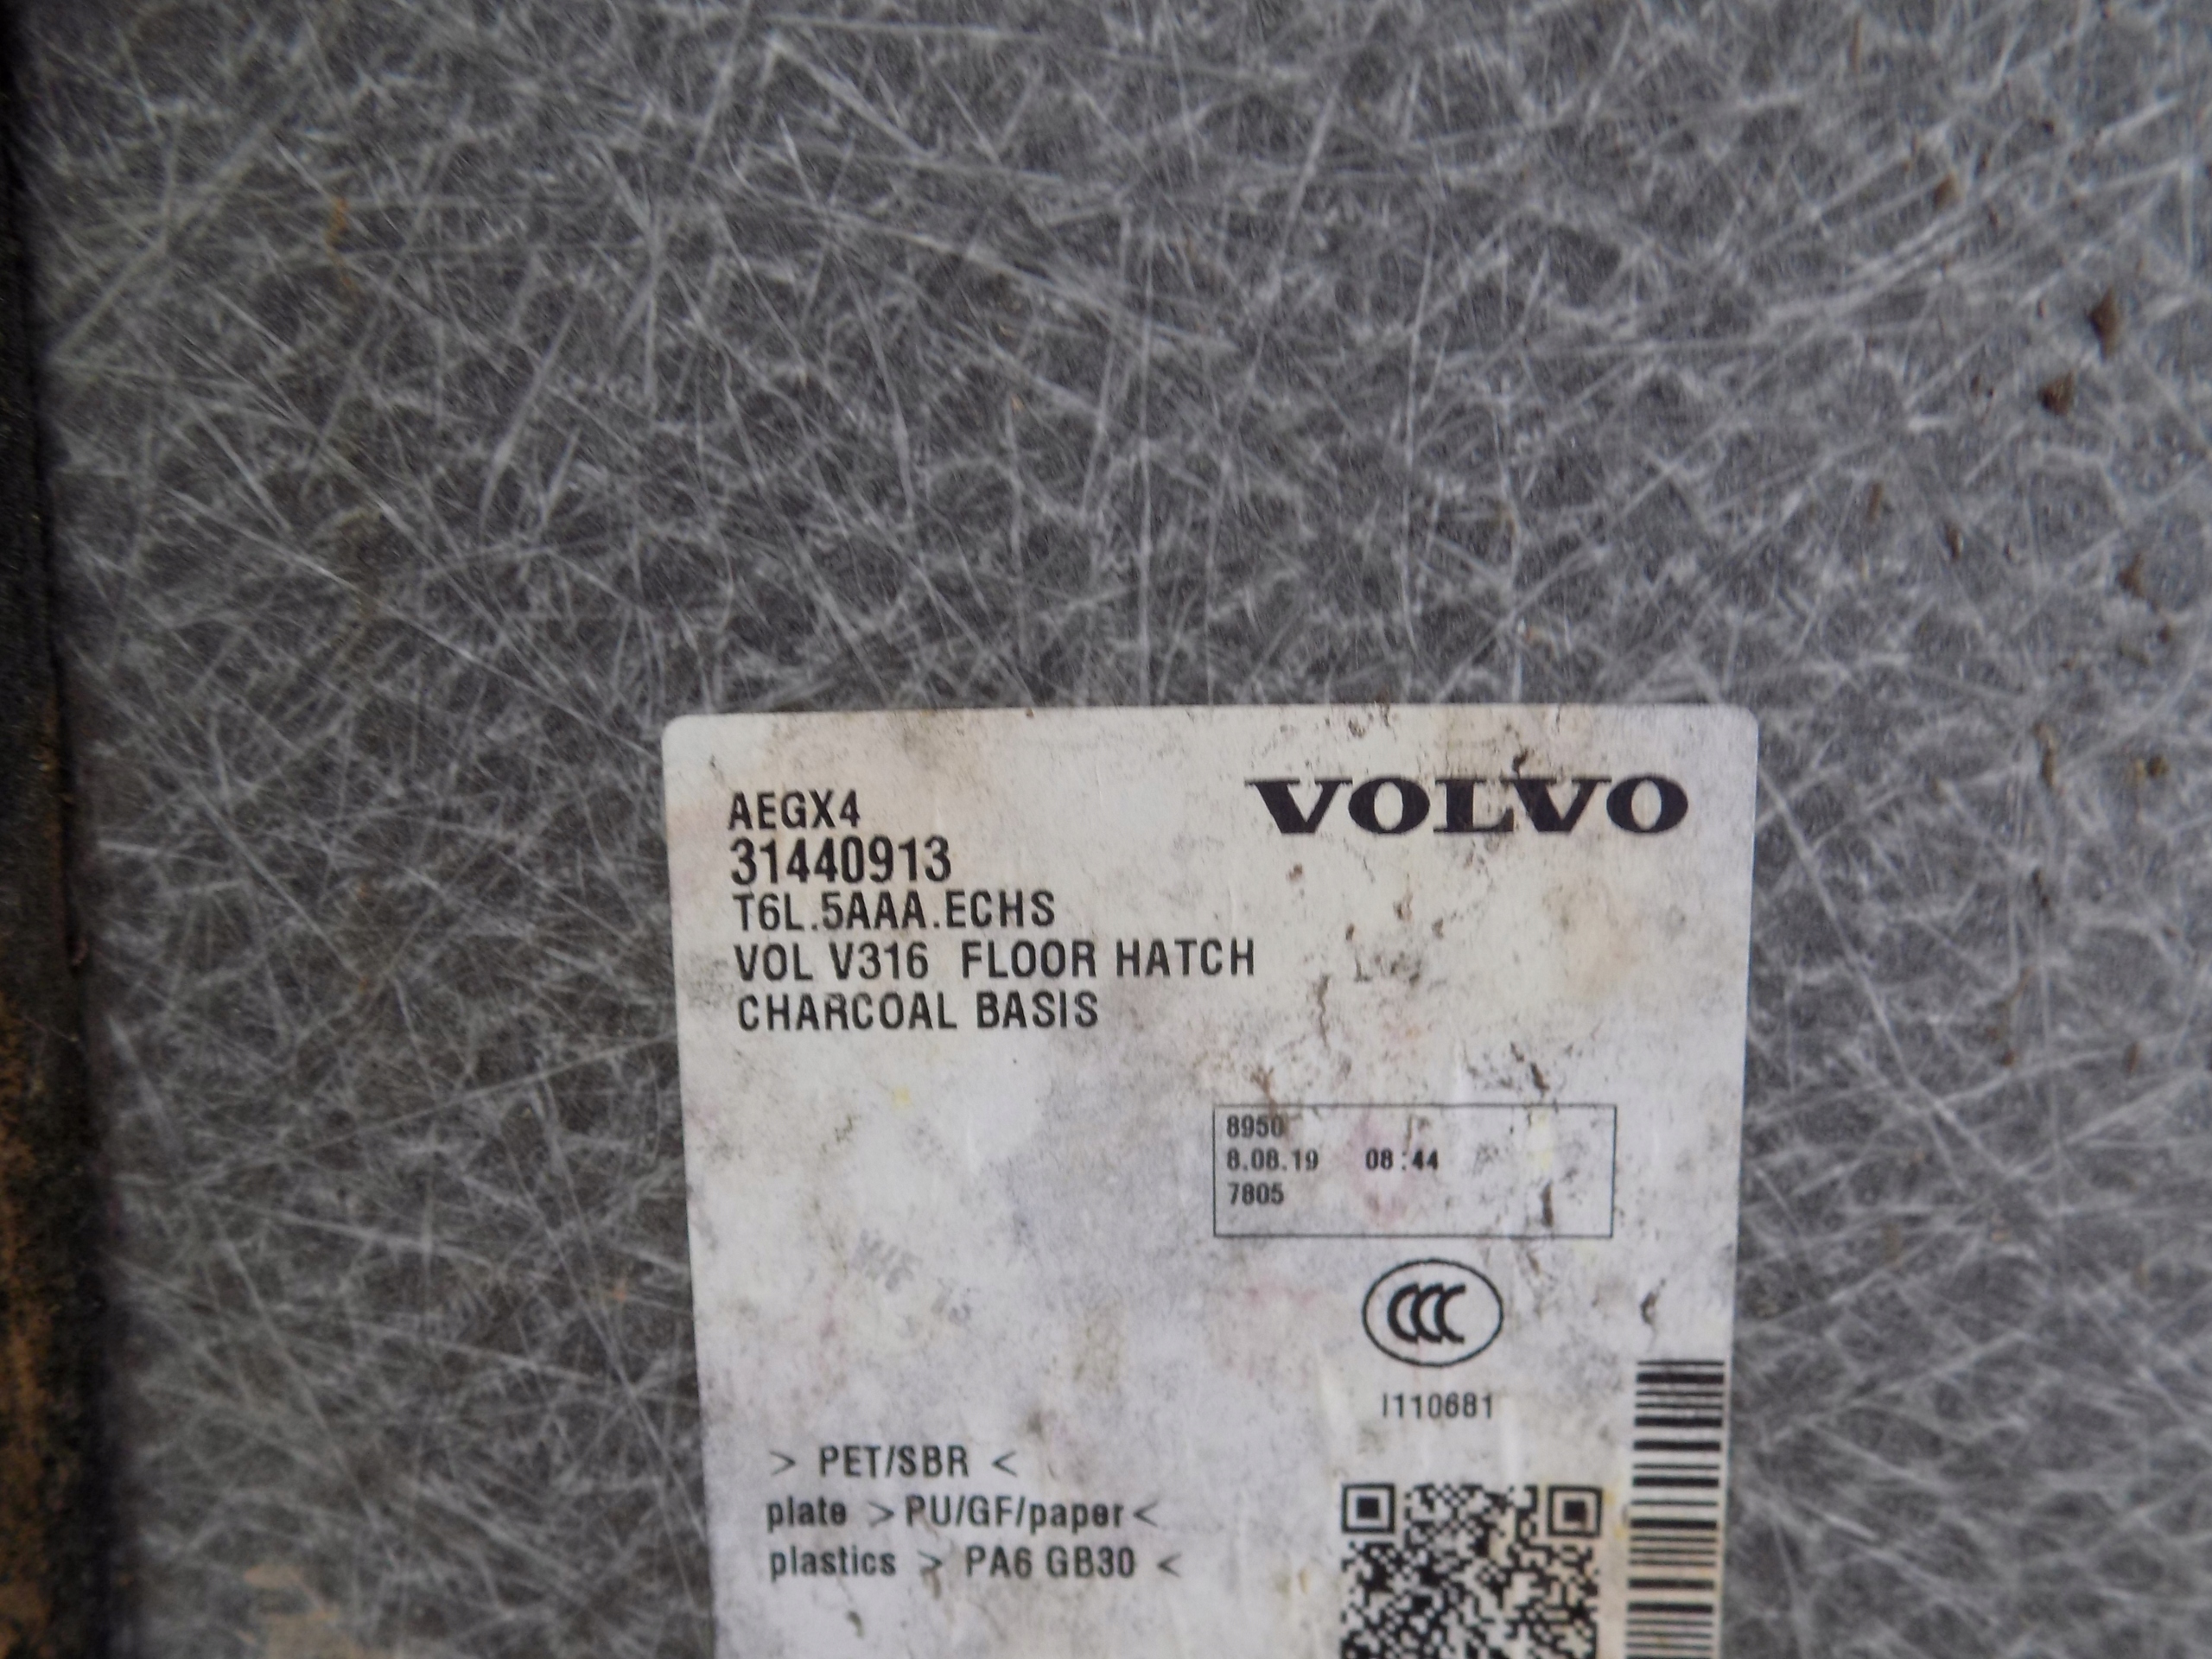 AEGX4
VOLVO
31440913
T6L.5AAA.ECHS
VOL V316 FLOOR HATCH
CHARCOAL BASIS
8950
8.08.19 08:44
7805
CCC
I110681
> PET/SBR <
plate >PU/GF/paper<
plastics > PA6 GB30 <